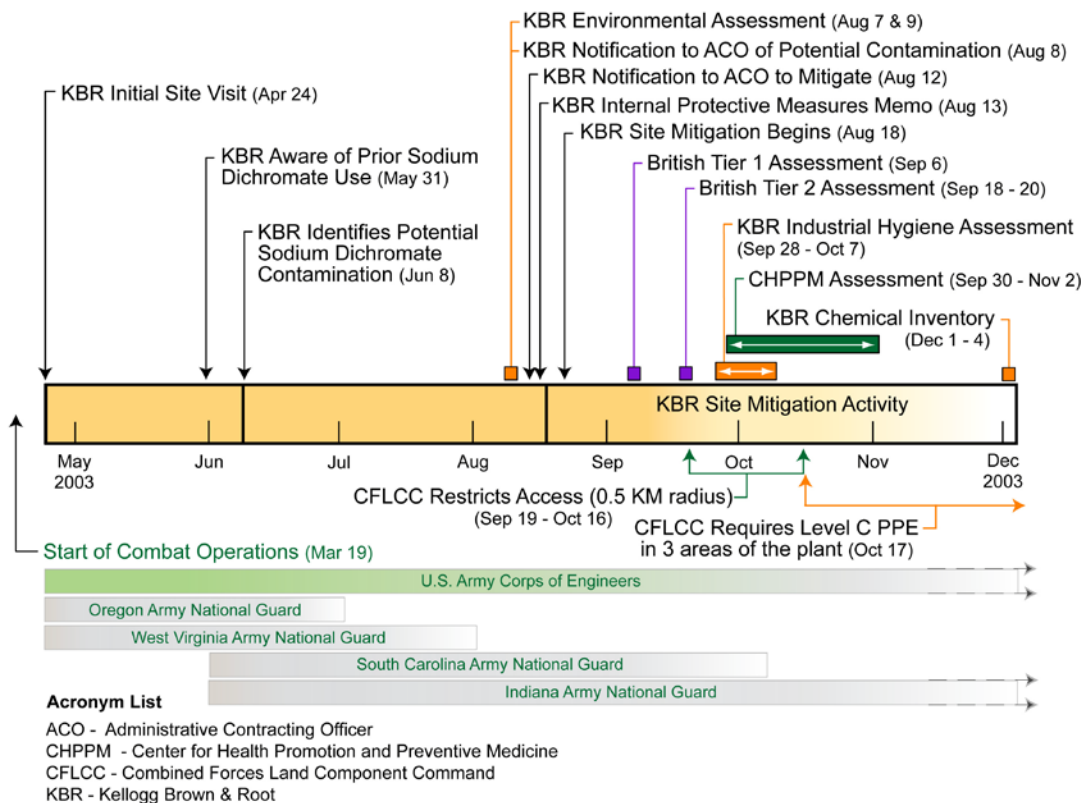 KBR Environmental Assessment (Aug 7 & 9)
KBR Notification to ACO of Potential Contamination (Aug 8)
KBR Notification to ACO to Mitigate (Aug 12)
KBR Initial Site Visit (Apr 24)
KBR Internal Protective Measures Memo (Aug 13)
KBR Site Mitigation Begins (Aug 18)
KBR Aware of Prior Sodium
Dichromate Use (May 31)
British Tier 1 Assessment (Sep 6)
British Tier 2 Assessment (Sep 18 - 20)
KBR Identifies Potential
Sodium Dichromate
Contamination (Jun 8)
KBR Industrial Hygiene Assessment
(Sep 28 - Oct 7)
CHPPM Assessment (Sep 30 - Nov 2)
KBR Chemical Inventory
(Dec 1 - 4)
KBR Site Mitigation Activity
May
2003
Jun
Jul
Aug
Sep
Oct
Nov
Dec
2003
CFLCC Restricts Access (0.5 KM radius)
(Sep 19 - Oct 16)
CFLCC Requires Level C PPE
in 3 areas of the plant (Oct 17)
Start of Combat Operations (Mar 19)
U.S. Army Corps of Engineers
Oregon Army National Guard
West Virginia Army National Guard
South Carolina Army National Guard
Indiana Army National Guard
Acronym List
ACO - Administrative Contracting Officer
CHPPM - Center for Health Promotion and Preventive Medicine
CFLCC - Combined Forces Land Component Command
KBR - Kellogg Brown & Root